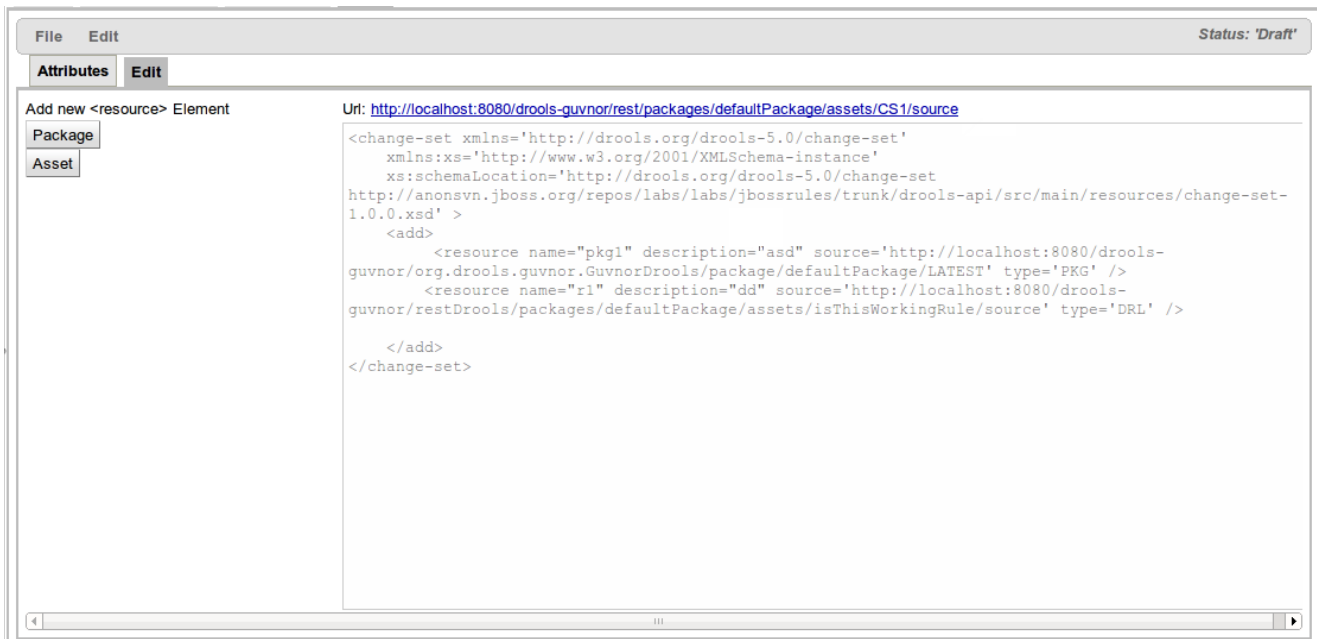 File Edit Status: 'Draft'
Attributes Edit
Add new <resource> Element Url: http://localhost:8080/drools-guvnor/rest/packages/defaultPackage/assets/CS1/source
Package
Asset
<change-set xmlns='http://drools.org/drools-5.0/change-set'
xmlns:xs='http://www.w3.org/2001/XMLSchema-instance'
xs:schemaLocation='http://drools.org/drools-5.0/change-set
http://anonsvn.jboss.org/repos/labs/labs/jbossrules/trunk/drools-api/src/main/resources/change-set-
1.0.0.xsd' >
<add>
<resource name="pkg1" description="asd" source='http://localhost:8080/drools-
guvnor/org.drools.guvnor.GuvnorDrools/package/defaultPackage/LATEST' type='PKG' />
<resource name="r1" description="dd" source='http://localhost:8080/drools-
guvnor/restDrools/packages/defaultPackage/assets/isThisWorkingRule/source' type='DRL' />
</add>
</change-set>